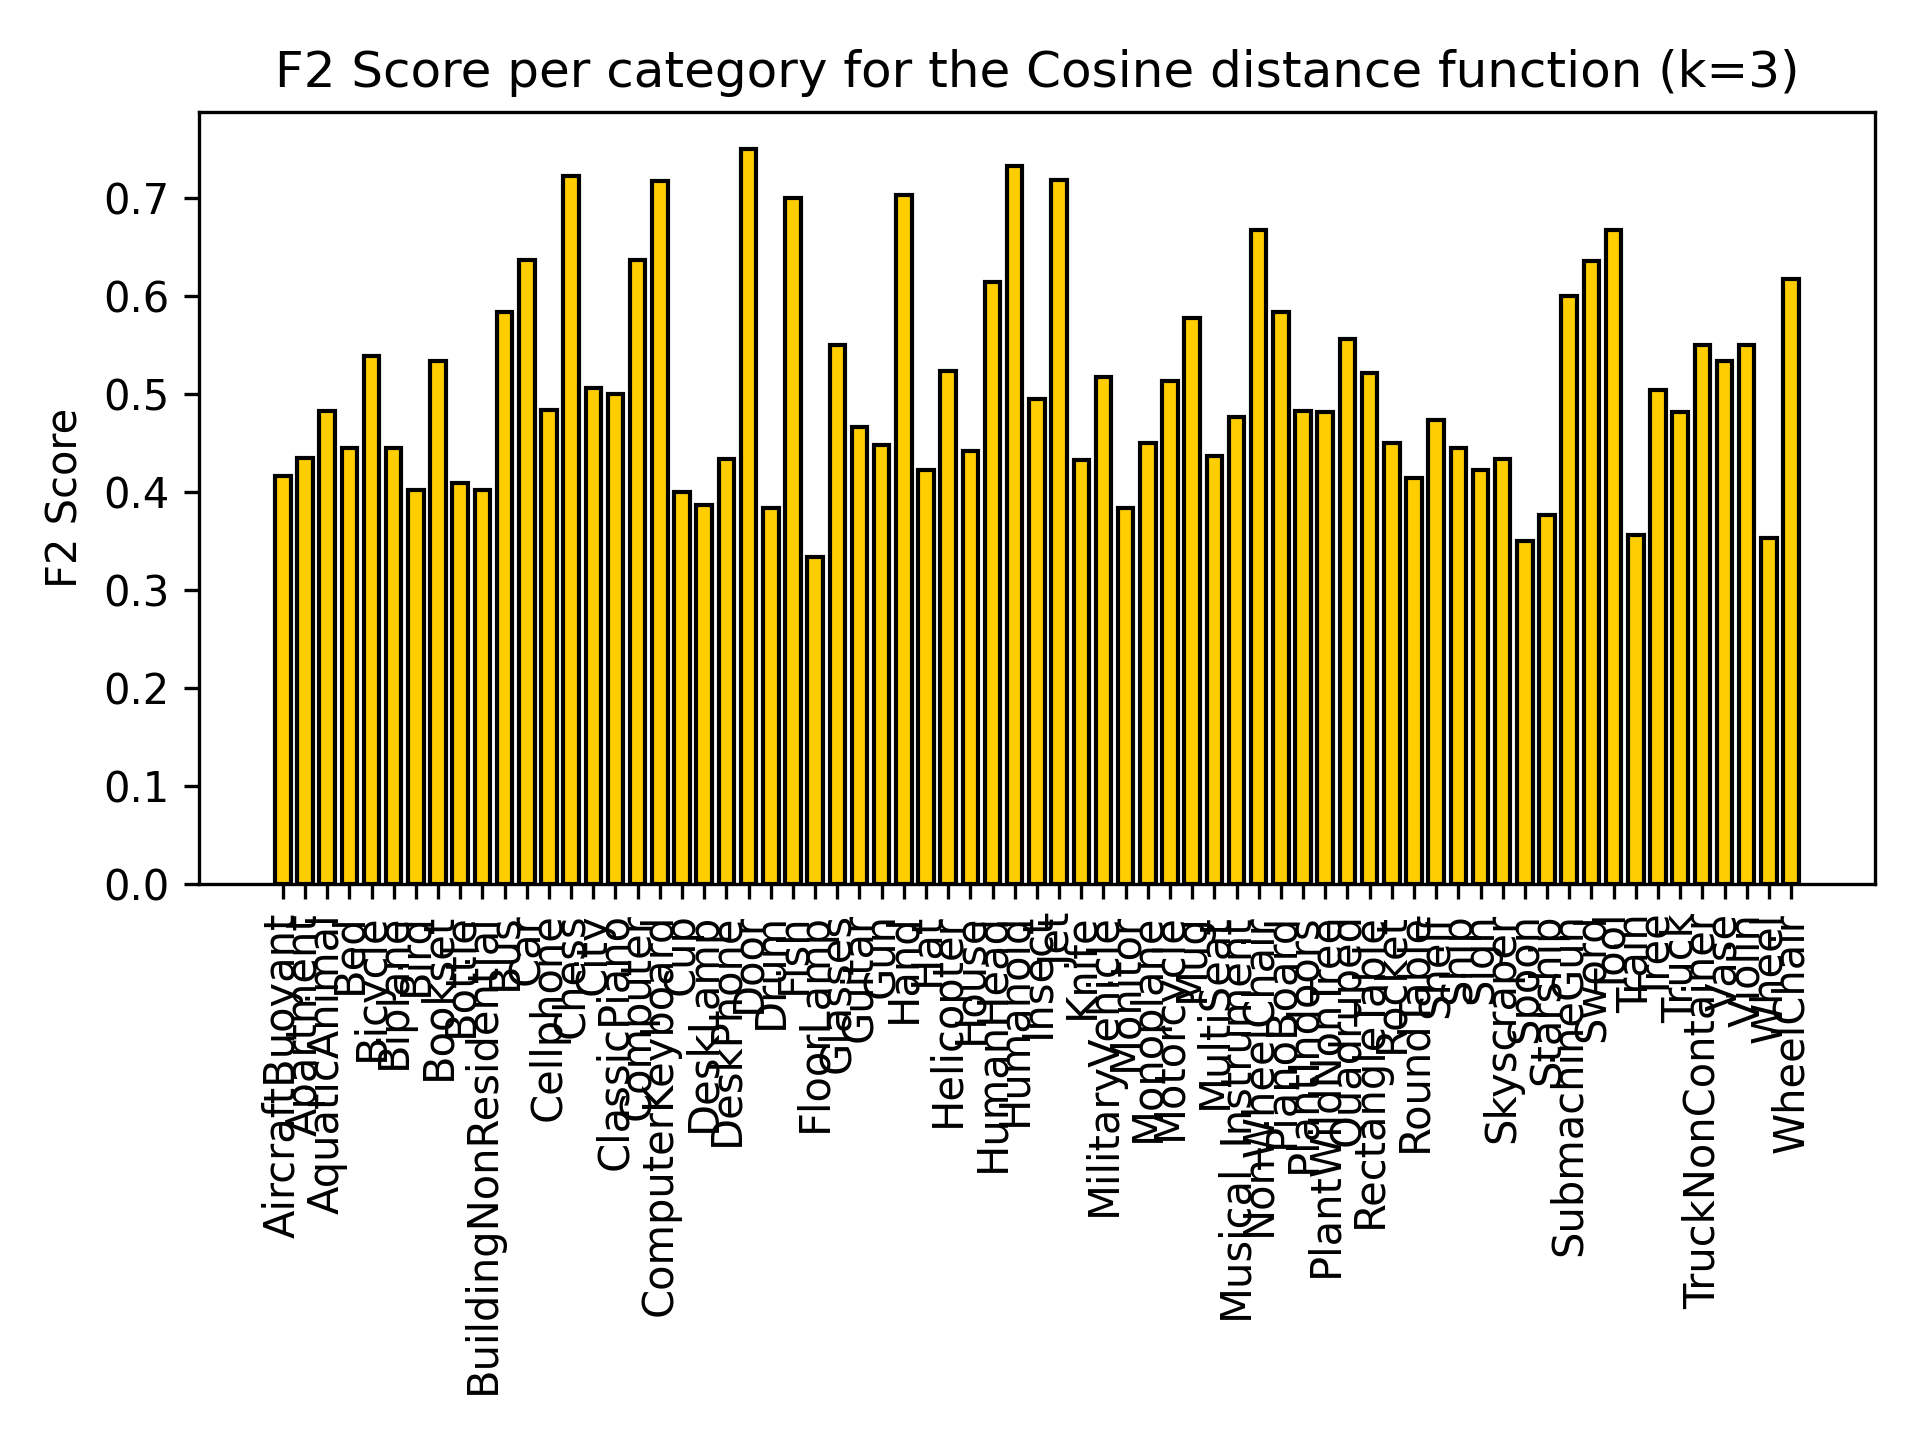 F2 Score per category for the Cosine distance function (k=3)
F2 Score
0.7
0.6
0.5
0.4
0.3
0.2
0.1
0.0
AircraftBuoyant
Apartment
AquaticAnimal
Bed
Bicycle
Biplane
Bird
BookSet
Bottle
BuildingNonResidential
Bus
Car
Cellphone
Chess
City
ClassicPiano
Computer
ComputerKeyboard
Cup
DeskLamp
DeskPhone
Door
Drum
Fish
FloorLamp
Glasses
Guitar
Gun
Hand
Hat
Helicopter
House
HumanHead
Humanoid
Insect
Jet
Knife
MilitaryVehicle
Monitor
Monoplane
Motorcycle
Mug
MultiSeat
Musical_Instrument
NonWheelChair
PianoBoard
PlantIndoors
PlantWildNonTree
Quadruped
RectangleTable
Rocket
RoundTable
Shelf
Ship
Sign
Skyscraper
Spoon
Starship
SubmachineGun
Sword
Tool
Train
Tree
Truck
TruckNonContainer
Vase
Violin
Wheel
WheelChair